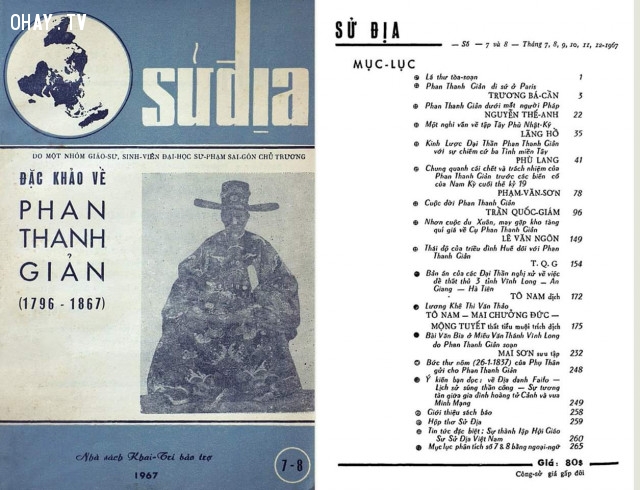 OHAY.TV
sử địa
DO MỘT NHÓM GIÁO-SƯ, SINH-VIÊN ĐẠI-HỌC SƯ-PHẠM SAI-GÒN CHỦ TRƯƠNG
ĐẶC KHẢO VỀ
PHAN
THANH
GIẢN
(1796 - 1867)
Nhà sách Khai-Trí bảo trợ
1967
7-8
SỬ ĐỊA
— Số — 7 và 8 — Tháng 7, 8, 9, 10, 11, 12-1967
MỤC-LỤC
Lá thư tòa-soạn 1
Phan Thanh Giản đi sứ ở Paris
TRƯƠNG BÁ-CẦN 3
Phan Thanh Giản dưới mắt người Pháp
NGUYỄN THẾ-ANH 22
Một nghi vấn về tập Tây Phù Nhật-Ký
LÃNG HỒ 35
Kinh Lược Đại Thần Phan Thanh Giản
với sự chiếm cứ ba Tỉnh miền Tây
PHÙ LANG 41
Chung quanh cái chết và trách nhiệm của
Phan Thanh Giản trước các biến cố
của Nam Kỳ cuối thế kỷ 19
PHẠM-VĂN-SƠN 78
Cuộc đời Phan Thanh Giản
TRẦN QUỐC-GIÁM 96
Nhơn cuộc du Xuân, may gặp kho tàng
quí giá về Cụ Phan Thanh Giản
LÊ VĂN NGÔN 149
Thái độ của triều đình Huế đối với Phan
Thanh Giản
T. Q. G 154
Bản án của các Đại Thần nghị xử về việc
để thất thủ 3 tỉnh Vĩnh Long — An
Giang — Hà Tiên
TÔ NAM dịch 172
Lương Khê Thi Văn Thảo
TÔ NAM — MAI CHƯỞNG ĐỨC —
MỘNG TUYẾT thất tiểu muội trích dịch 175
Bài Văn Bia ở Miếu Văn Thánh Vĩnh Long
do Phan Thanh Giản soạn
MAI SƠN sưu tập 232
Bức thư nôm (26-1-1837) của Phụ Thân
gửi cho Phan Thanh Giản 248
Ý kiến bạn đọc: về Địa danh Faifo —
Lịch sử súng thần công — Sự tương
tàn giữa gia đình hoàng tử Cảnh và vua
Minh Mạng 249
Giới thiệu sách báo 258
Hộp thư Sử Địa 259
Tin tức đặc biệt: Sự thành lập Hội Giáo
Sư Sử Địa Việt Nam 260
Mục lục phân tích số 7 & 8 bằng ngoại-ngữ 265
Giá: 80$
Công-sở giá gấp đôi